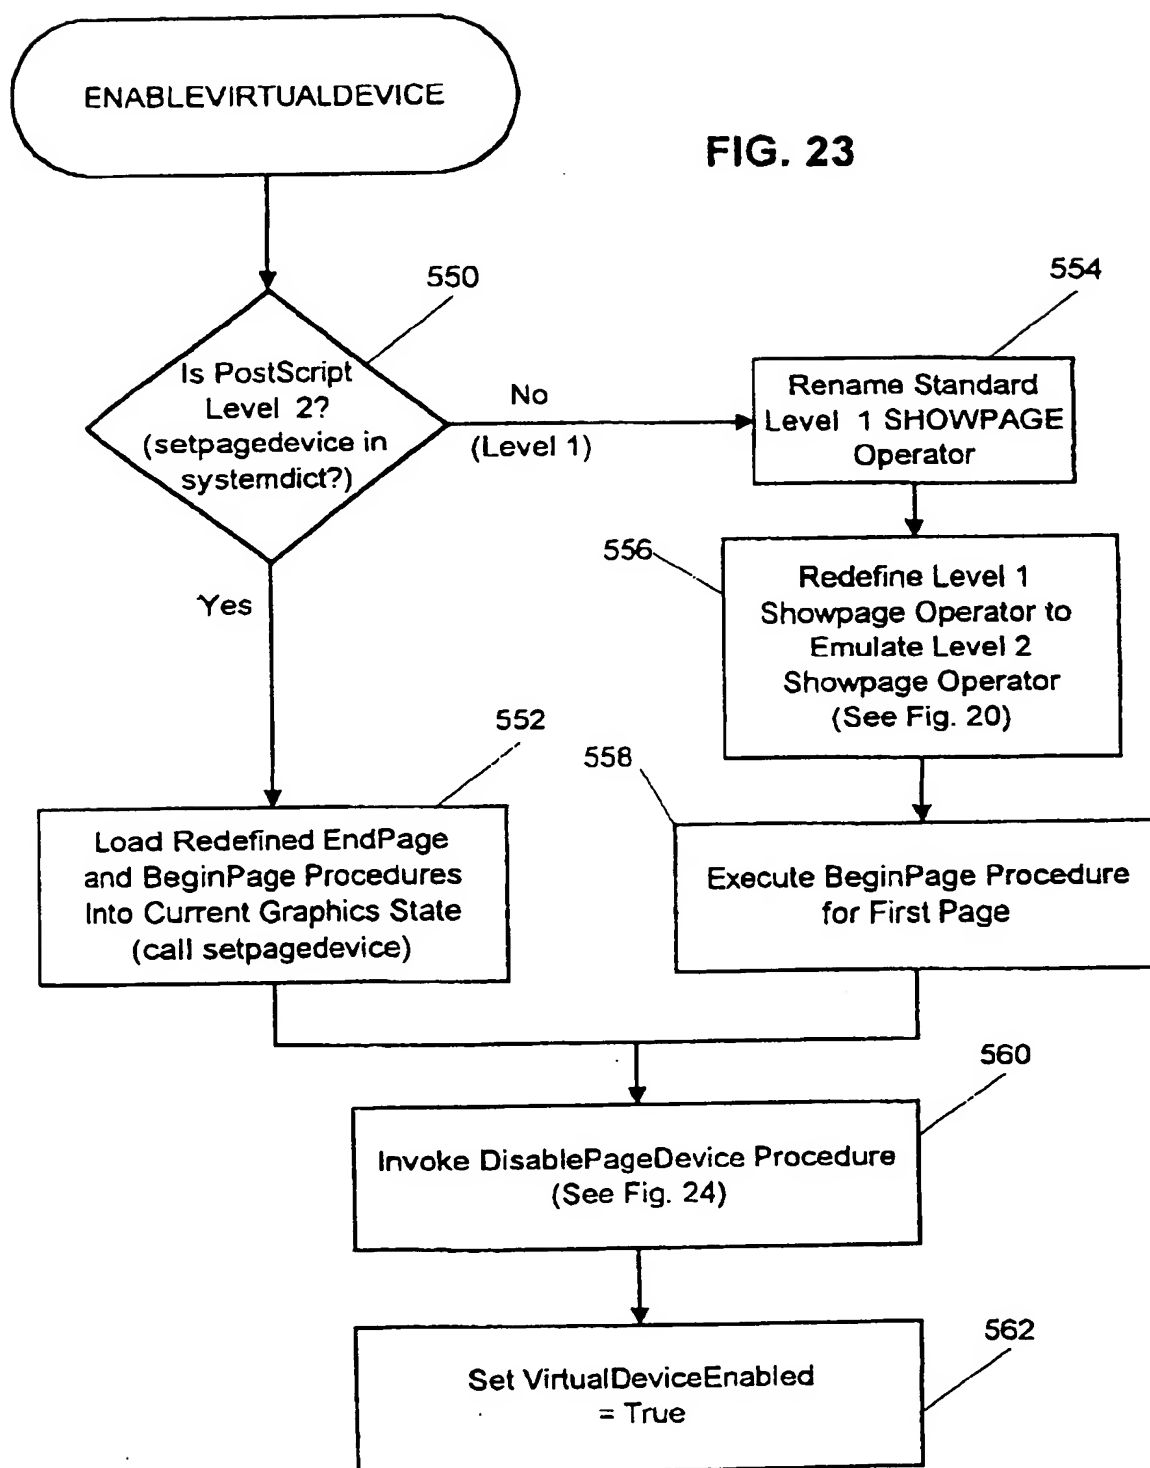 ENABLEVIRTUALDEVICE
FIG. 23
550
Is PostScript
Level 2?
(setpagedevice in
systemdict?)
No
(Level 1)
554
Rename Standard
Level 1 SHOWPAGE
Operator
556
Redefine Level 1
Showpage Operator to
Emulate Level 2
Showpage Operator
(See Fig. 20)
Yes
552
Load Redefined EndPage
and BeginPage Procedures
Into Current Graphics State
(call setpagedevice)
558
Execute BeginPage Procedure
for First Page
560
Invoke DisablePageDevice Procedure
(See Fig. 24)
562
Set VirtualDeviceEnabled
= True